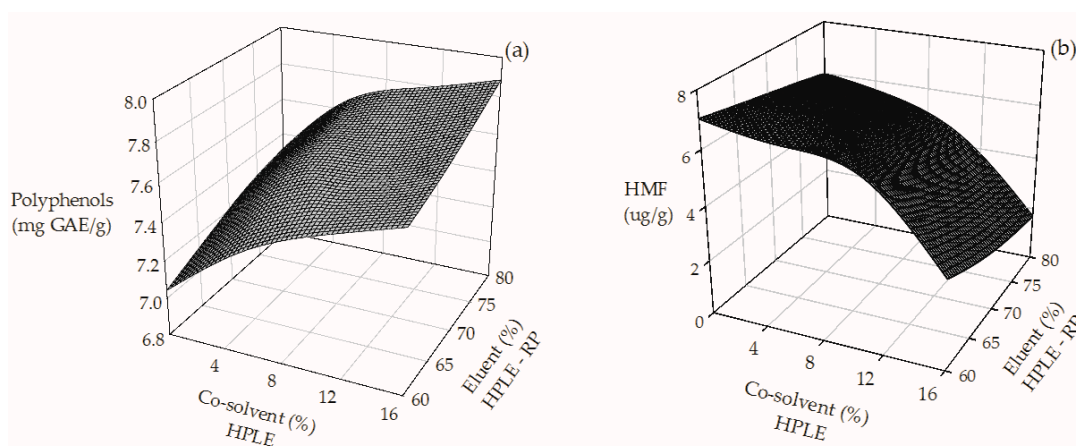 (a)
8.0
7.8
7.6
7.4
7.2
7.0
6.8
Polyphenols
(mg GAE/g)
4
8
12
16
Co-solvent (%)
HPLE
60
65
70
75
80
Eluent (%)
HPLE - RP
(b)
8
6
4
2
0
HMF
(ug/g)
4
8
12
16
Co-solvent (%)
HPLE
60
65
70
75
80
Eluent (%)
HPLE - RP